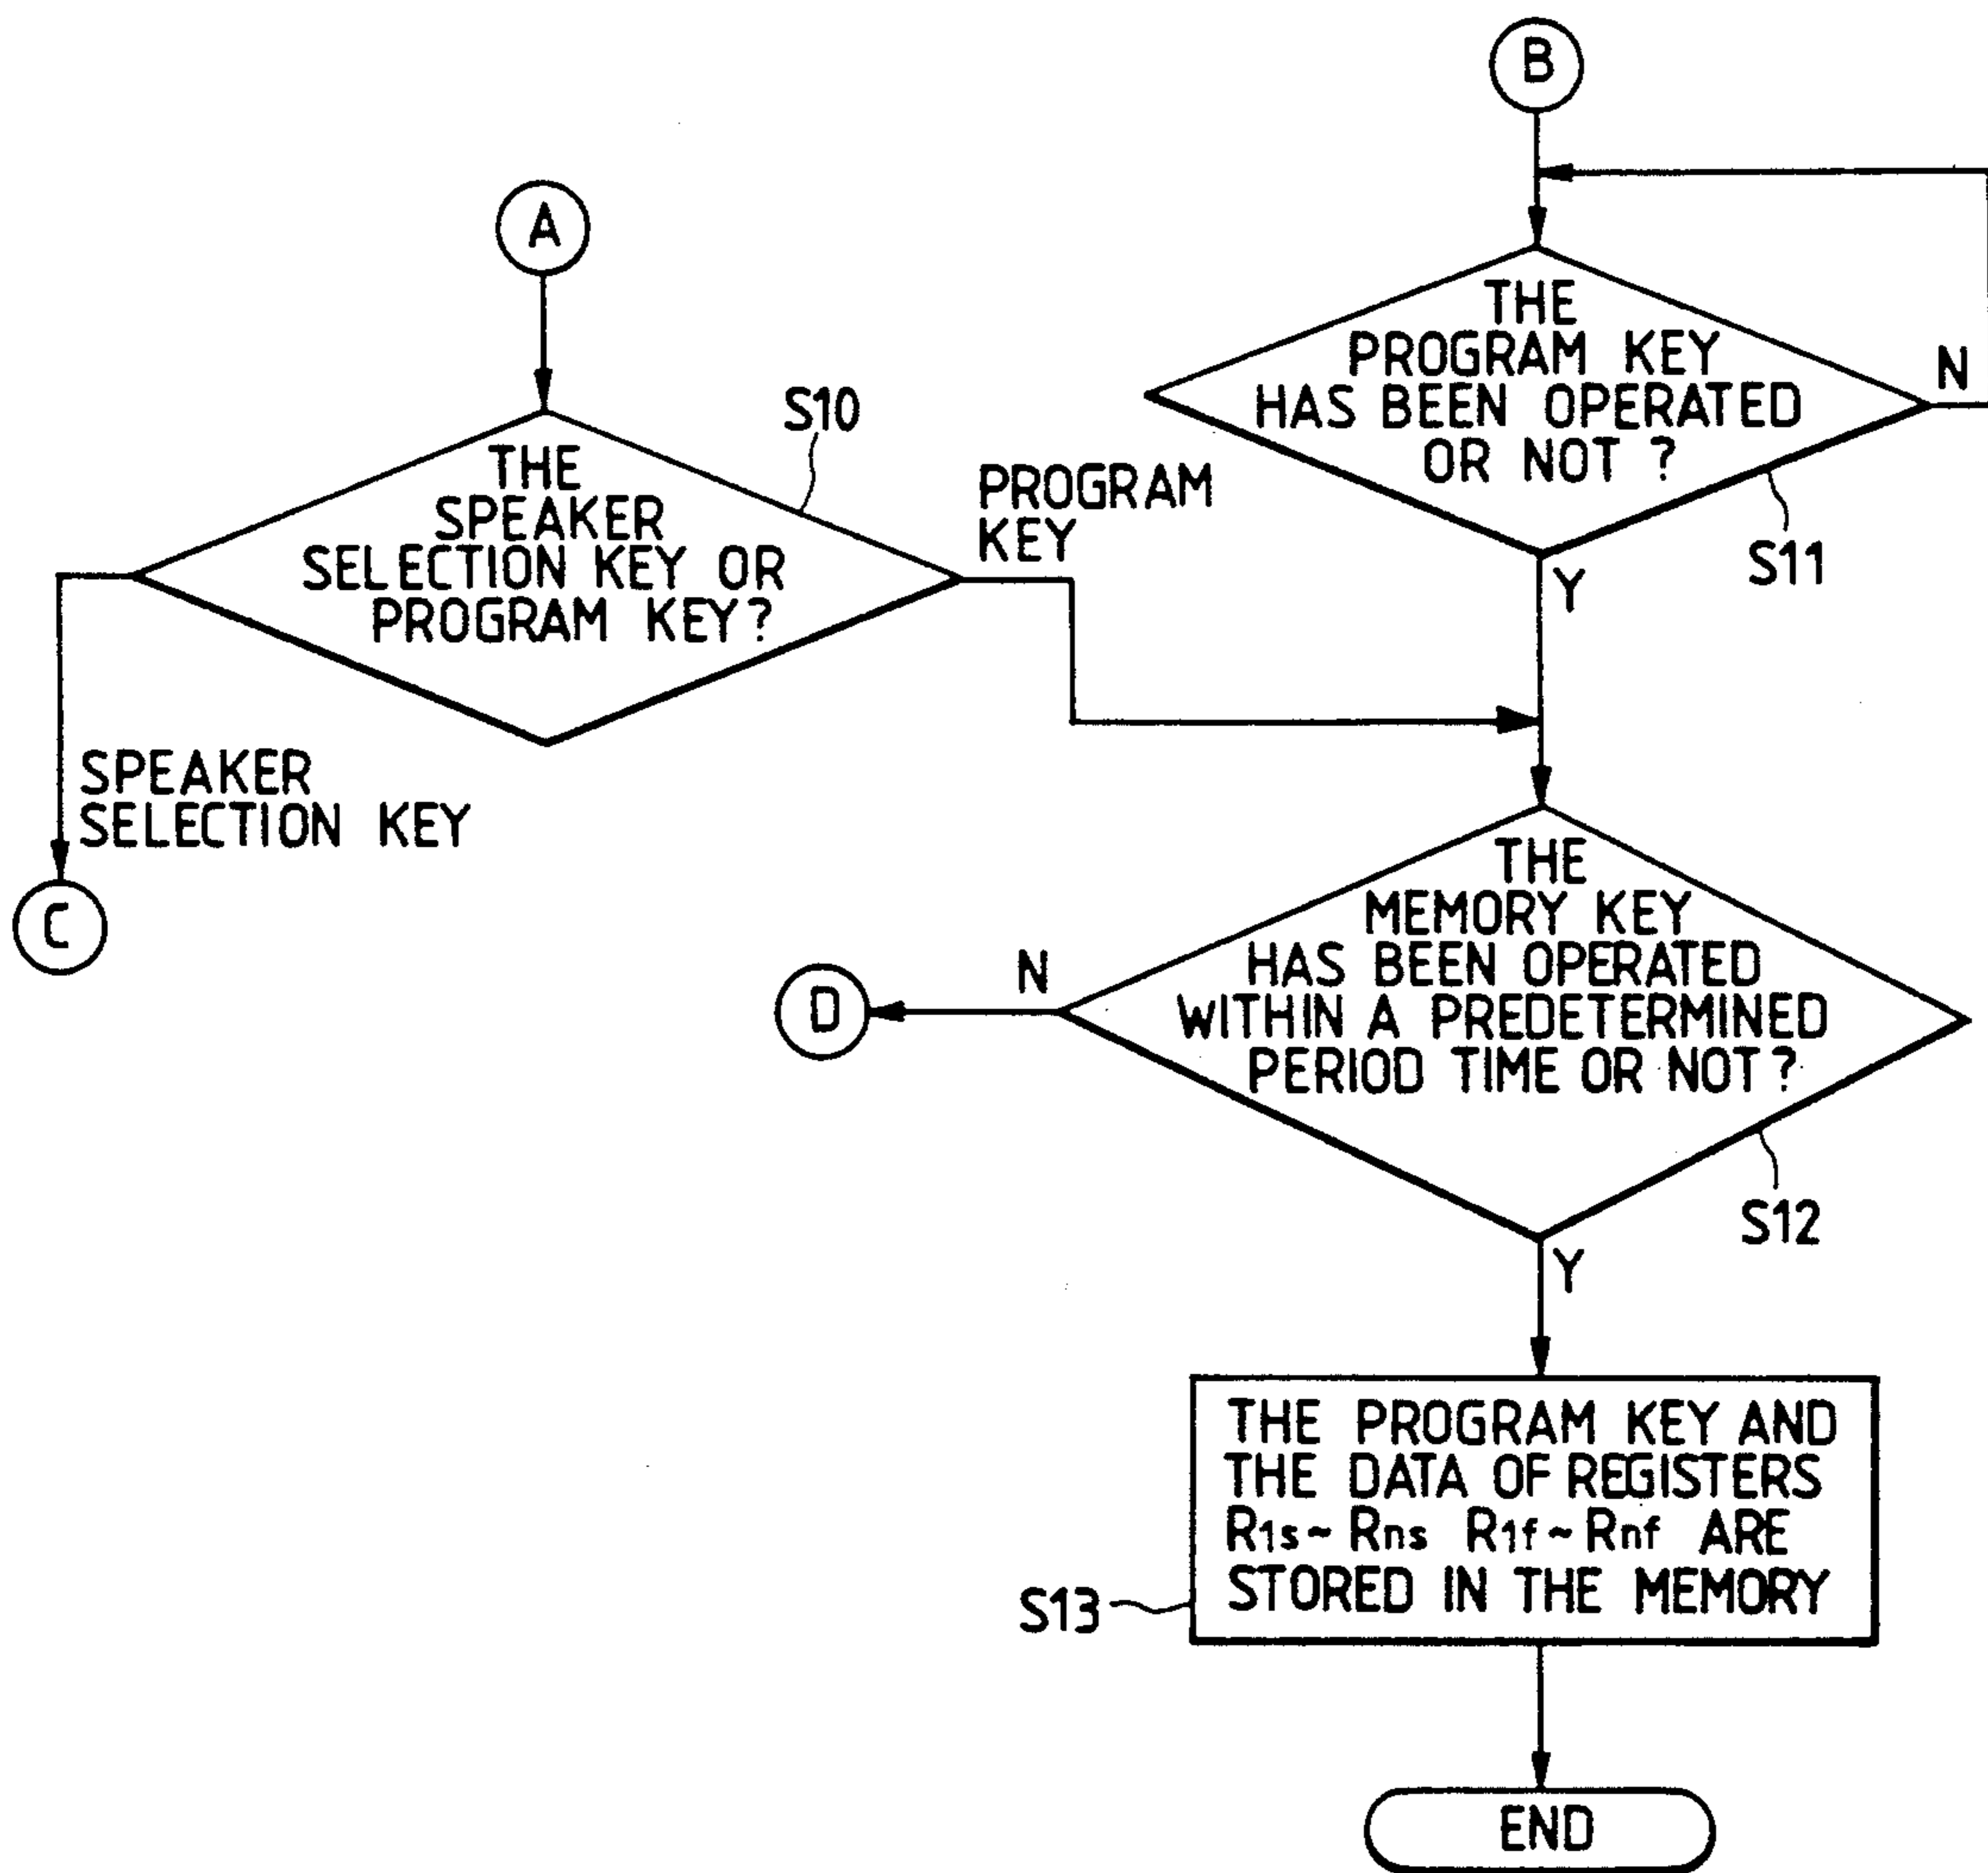 B
A
THE
PROGRAM KEY
HAS BEEN OPERATED
OR NOT ?
N
S11
Y
S10
THE
SPEAKER
SELECTION KEY OR
PROGRAM KEY?
PROGRAM
KEY
SPEAKER
SELECTION KEY
C
THE
MEMORY KEY
HAS BEEN OPERATED
WITHIN A PREDETERMINED
PERIOD TIME OR NOT?
N
D
S12
Y
THE PROGRAM KEY AND
THE DATA OF REGISTERS
R1s~Rns R1f~Rnf ARE
STORED IN THE MEMORY
S13
END